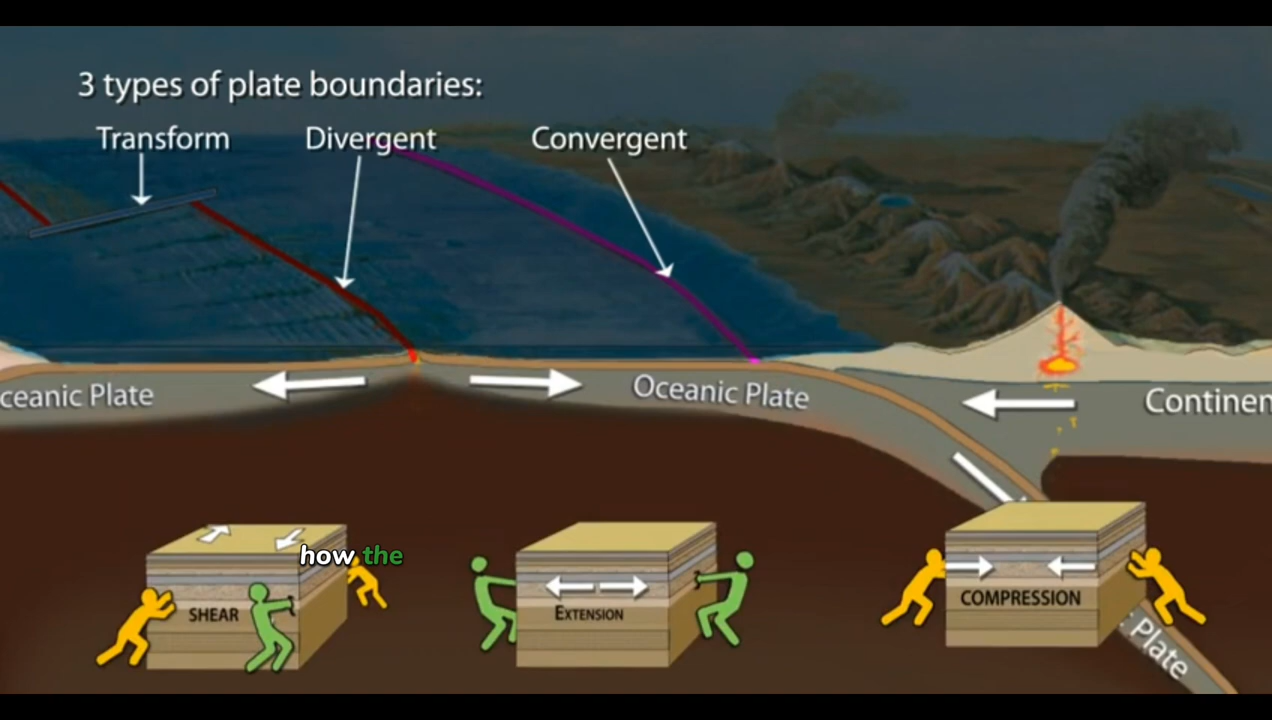 3 types of plate boundaries:
Transform Divergent Convergent
ceanic Plate
Oceanic Plate
Continen
how the
SHEAR
EXTENSION
COMPRESSION
Plate